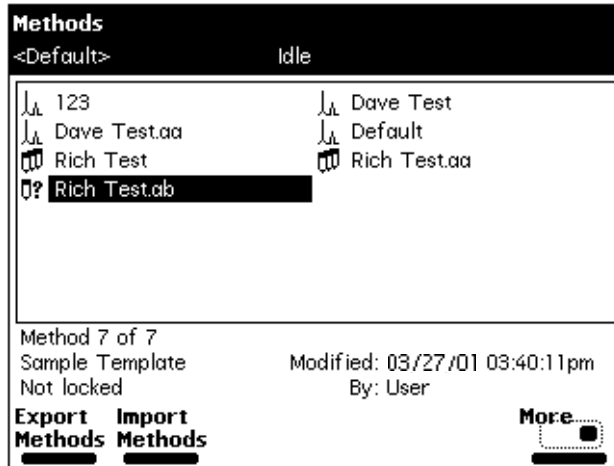 Methods
<Default> Idle
123 Dave Test
Dave Test.aa Default
Rich Test Rich Test.aa
? Rich Test.ab
Method 7 of 7
Sample Template Modified: 03/27/01 03:40:11pm
Not locked By: User
Export Import More
Methods Methods